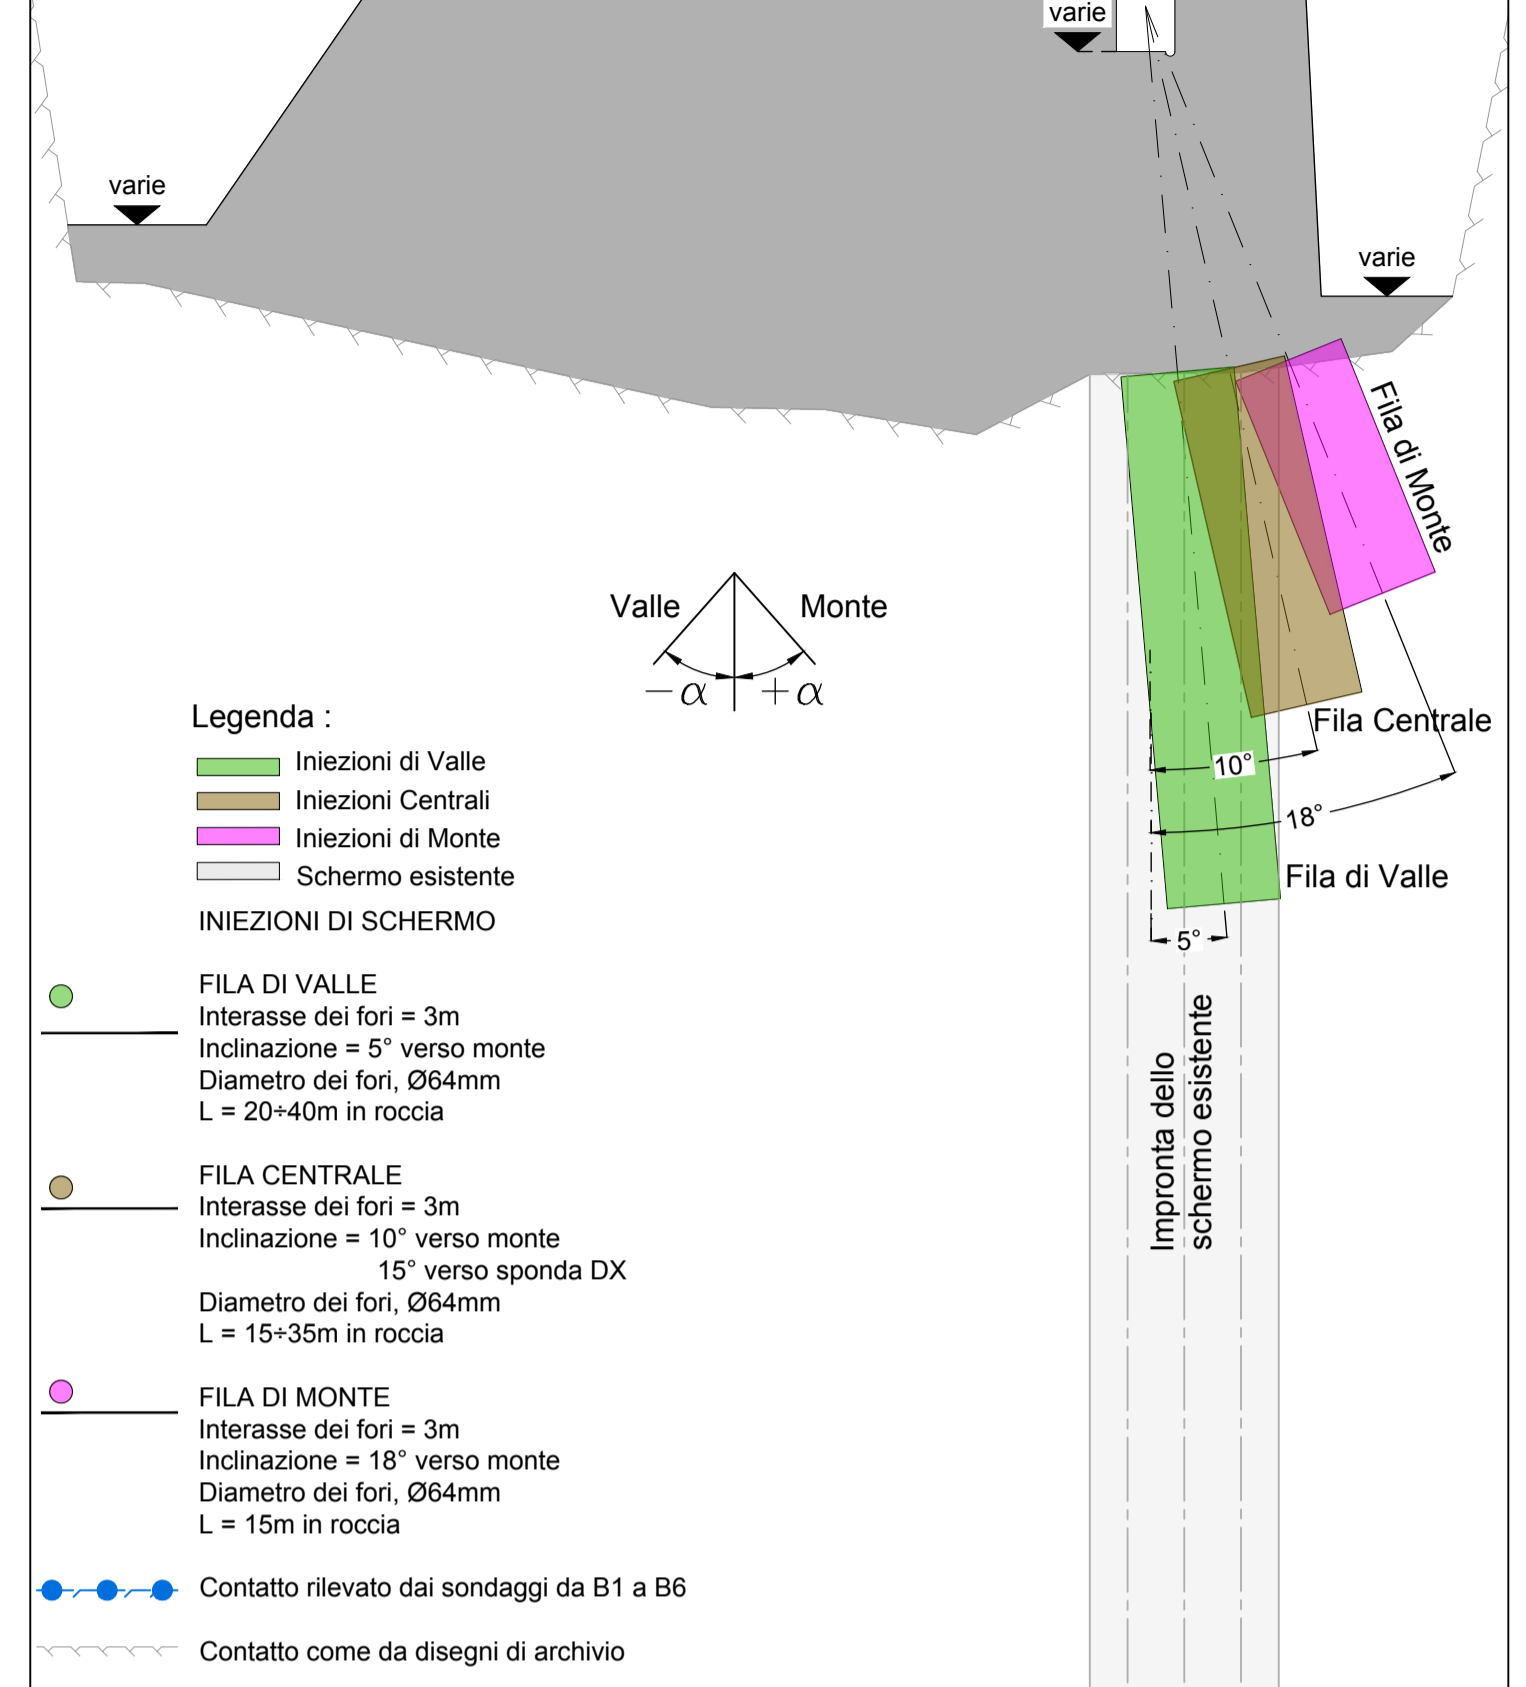 varie
varie
varie
Fila di Monte
Valle
Monte
−α
+α
Fila Centrale
10°
18°
Fila di Valle
5°
Impronta dello
schermo esistente
Legenda :
Iniezioni di Valle
Iniezioni Centrali
Iniezioni di Monte
Schermo esistente
INIEZIONI DI SCHERMO
FILA DI VALLE
Interasse dei fori = 3m
Inclinazione = 5° verso monte
Diametro dei fori, Ø64mm
L = 20÷40m in roccia
FILA CENTRALE
Interasse dei fori = 3m
Inclinazione = 10° verso monte
15° verso sponda DX
Diametro dei fori, Ø64mm
L = 15÷35m in roccia
FILA DI MONTE
Interasse dei fori = 3m
Inclinazione = 18° verso monte
Diametro dei fori, Ø64mm
L = 15m in roccia
Contatto rilevato dai sondaggi da B1 a B6
Contatto come da disegni di archivio